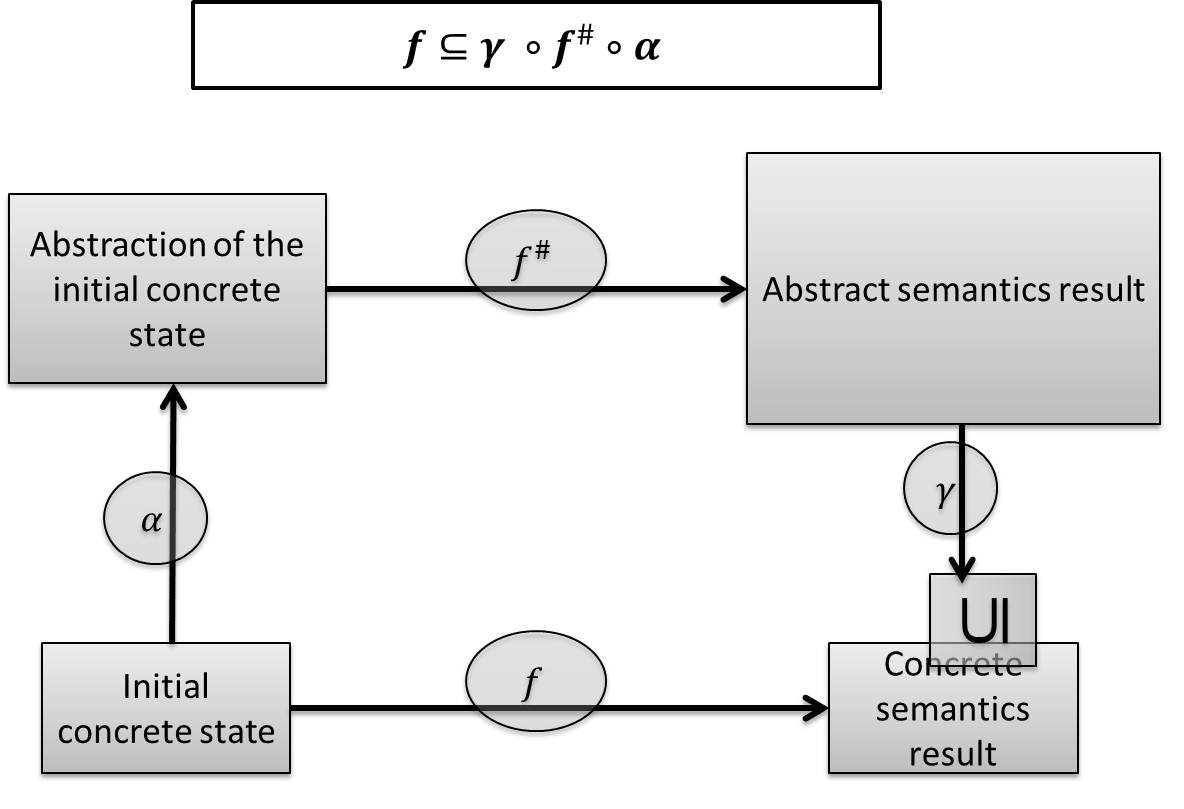 f ⊆ γ ∘ f# ∘ α
Abstraction of the
initial concrete
state
f#
Abstract semantics result
α
γ
⊆
Initial
concrete state
f
Concrete
semantics
result